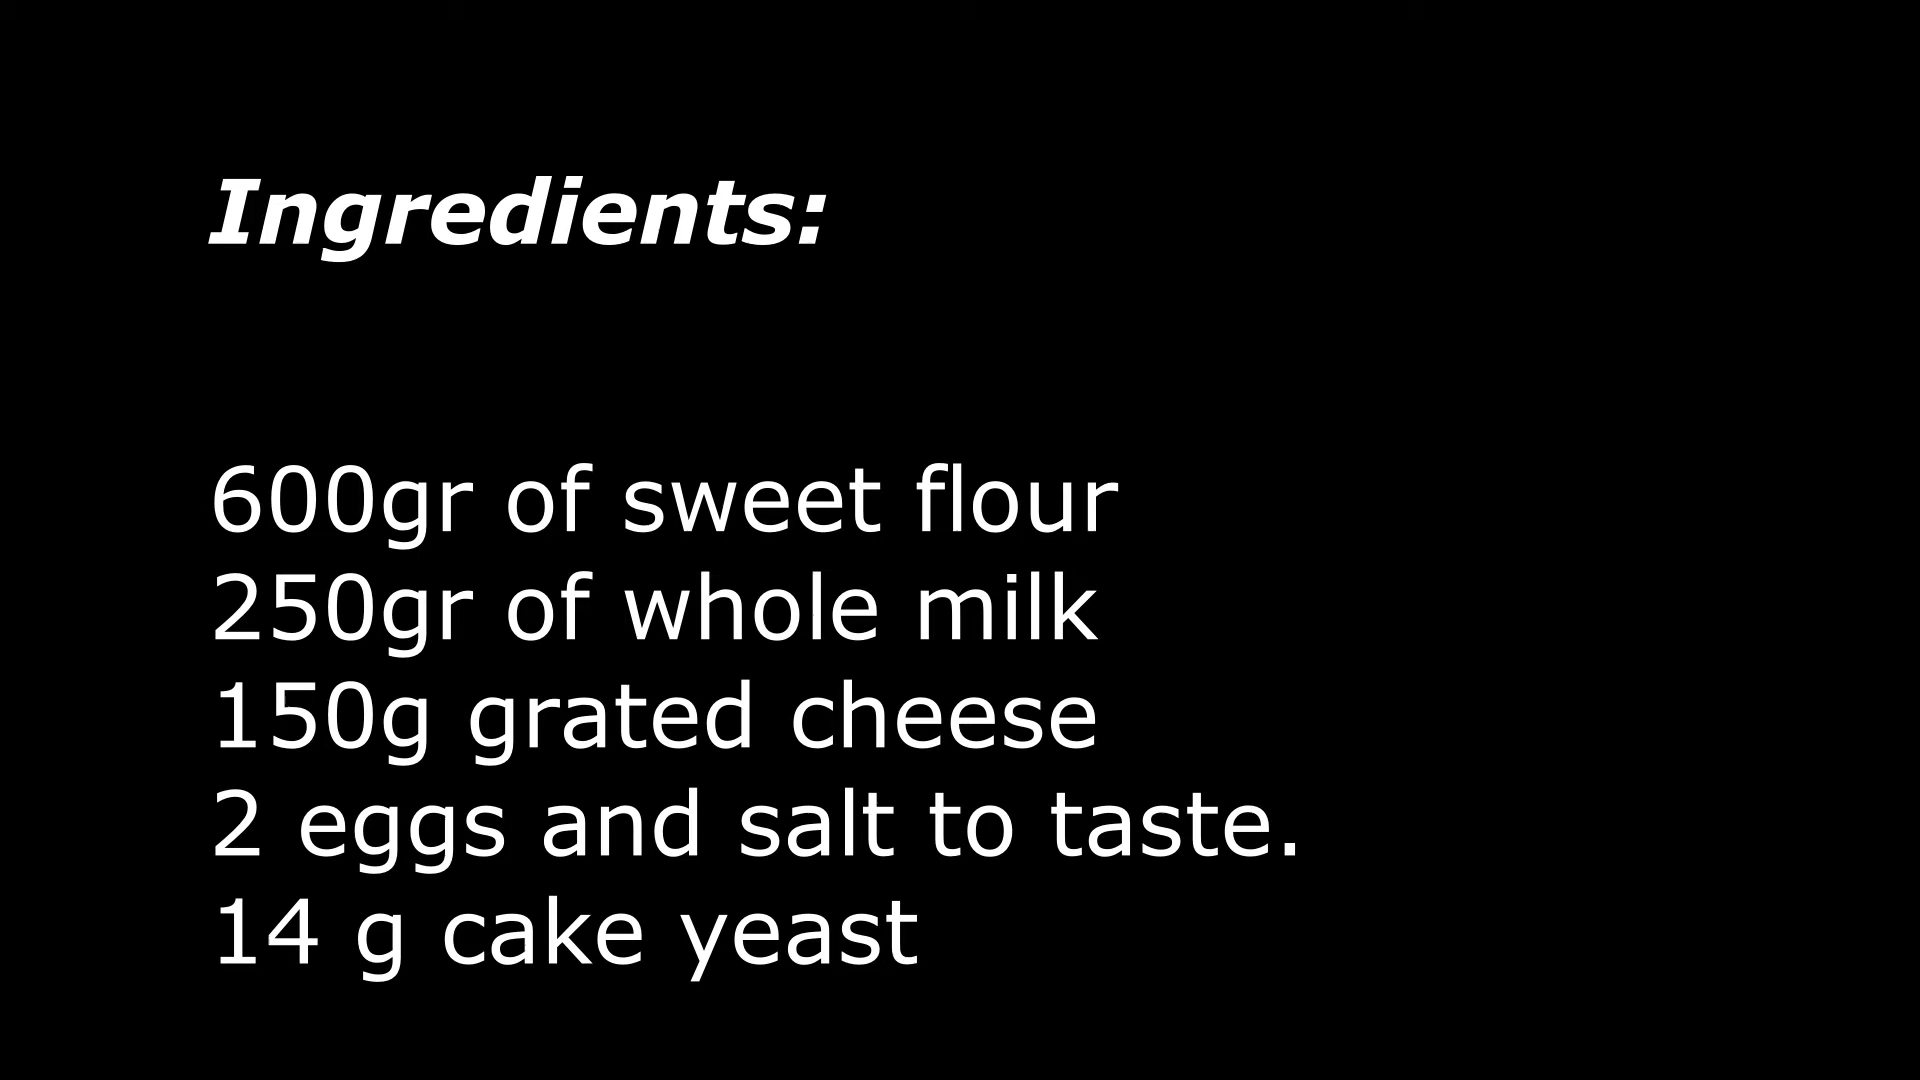 Ingredients:
600gr of sweet flour
250gr of whole milk
150g grated cheese
2 eggs and salt to taste.
14 g cake yeast